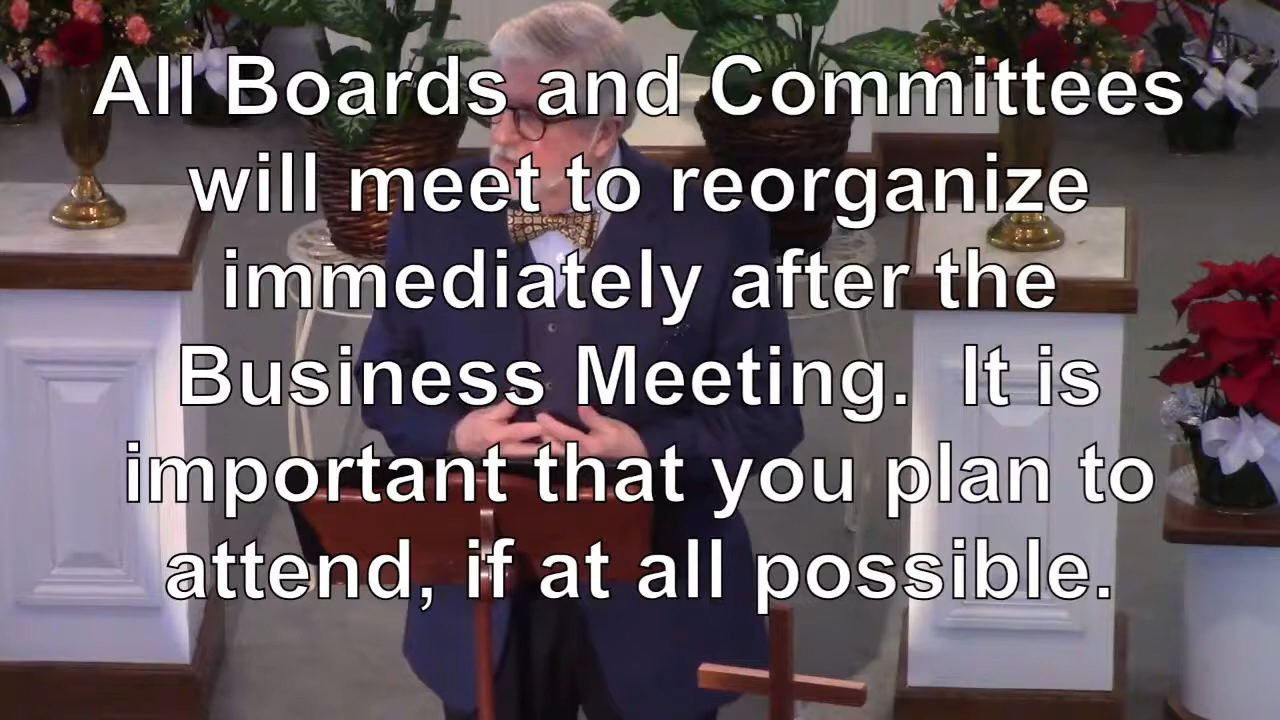 All Boards and Committees
will meet to reorganize
immediately after the
Business Meeting.  It is
important that you plan to
attend, if at all possible.